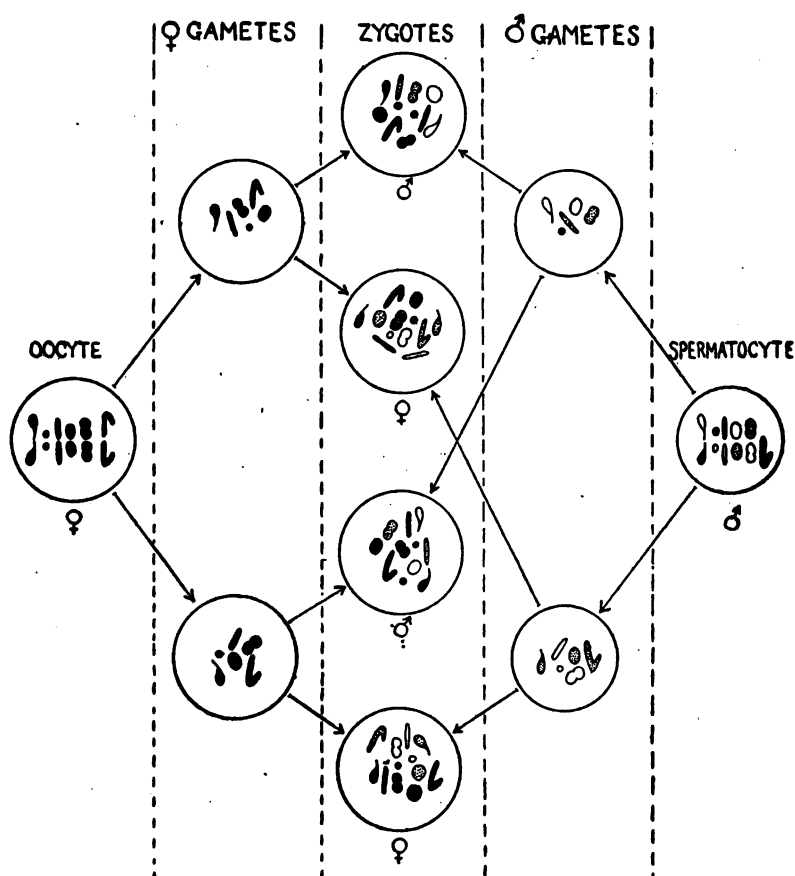 ♀ GAMETES
ZYGOTES
♂ GAMETES
♂
OOCYTE
SPERMATOCYTE
♀
♀
♂
⚥
♀